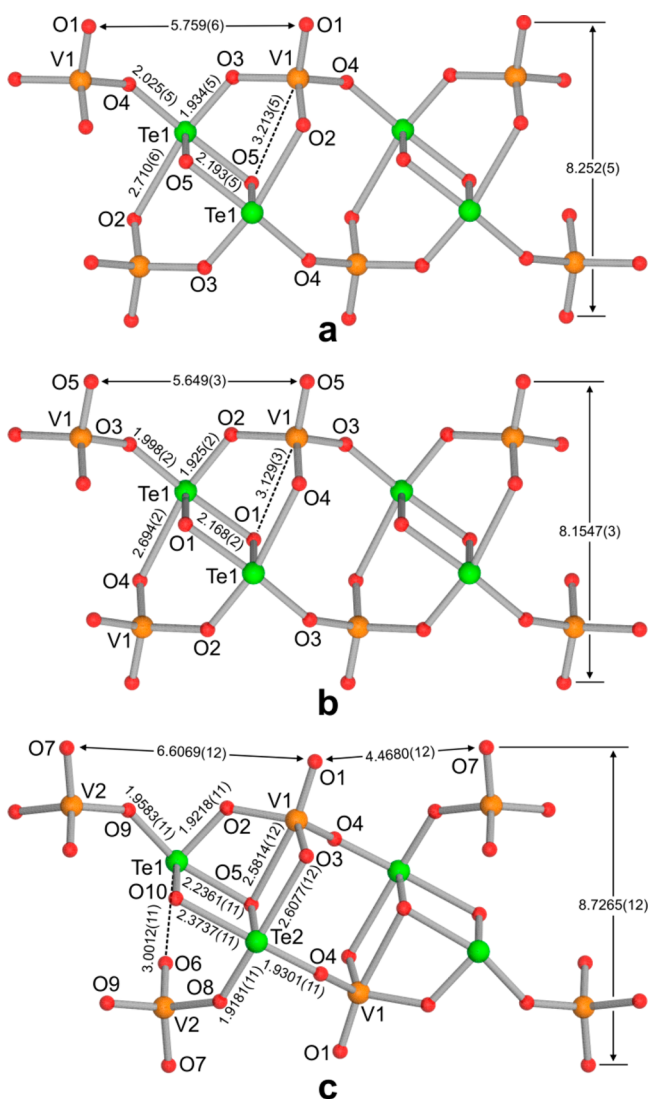 O1 5.759(6) O1
V1 V1
O4 2.025(5) 1.934(5) O3 O4
3.213(5)
Te1 O5 O2
2.710(6) O5 2.193(5)
8.252(5)
O2 Te1
O3 O4
a
O5 5.649(3) O5
V1 O3 O2 V1 O3
1.998(2) 1.925(2) 3.129(3)
Te1 O1 O4
2.694(2) O1 2.168(2)
8.1547(3)
O4 Te1
V1 O2 O3
b
O7 6.6069(12) O1 4.4680(12) O7
V2 1.9583(11) 1.9218(11) V1
O9 O2 O4
2.5814(12) O3
Te1 O5
O10 2.2361(11) 2.6077(12)
2.3737(11) Te2
8.7265(12)
3.0012(11) O6 O4
O9 O8 1.9181(11) 1.9301(11)
V2 V1
O7 O1
c